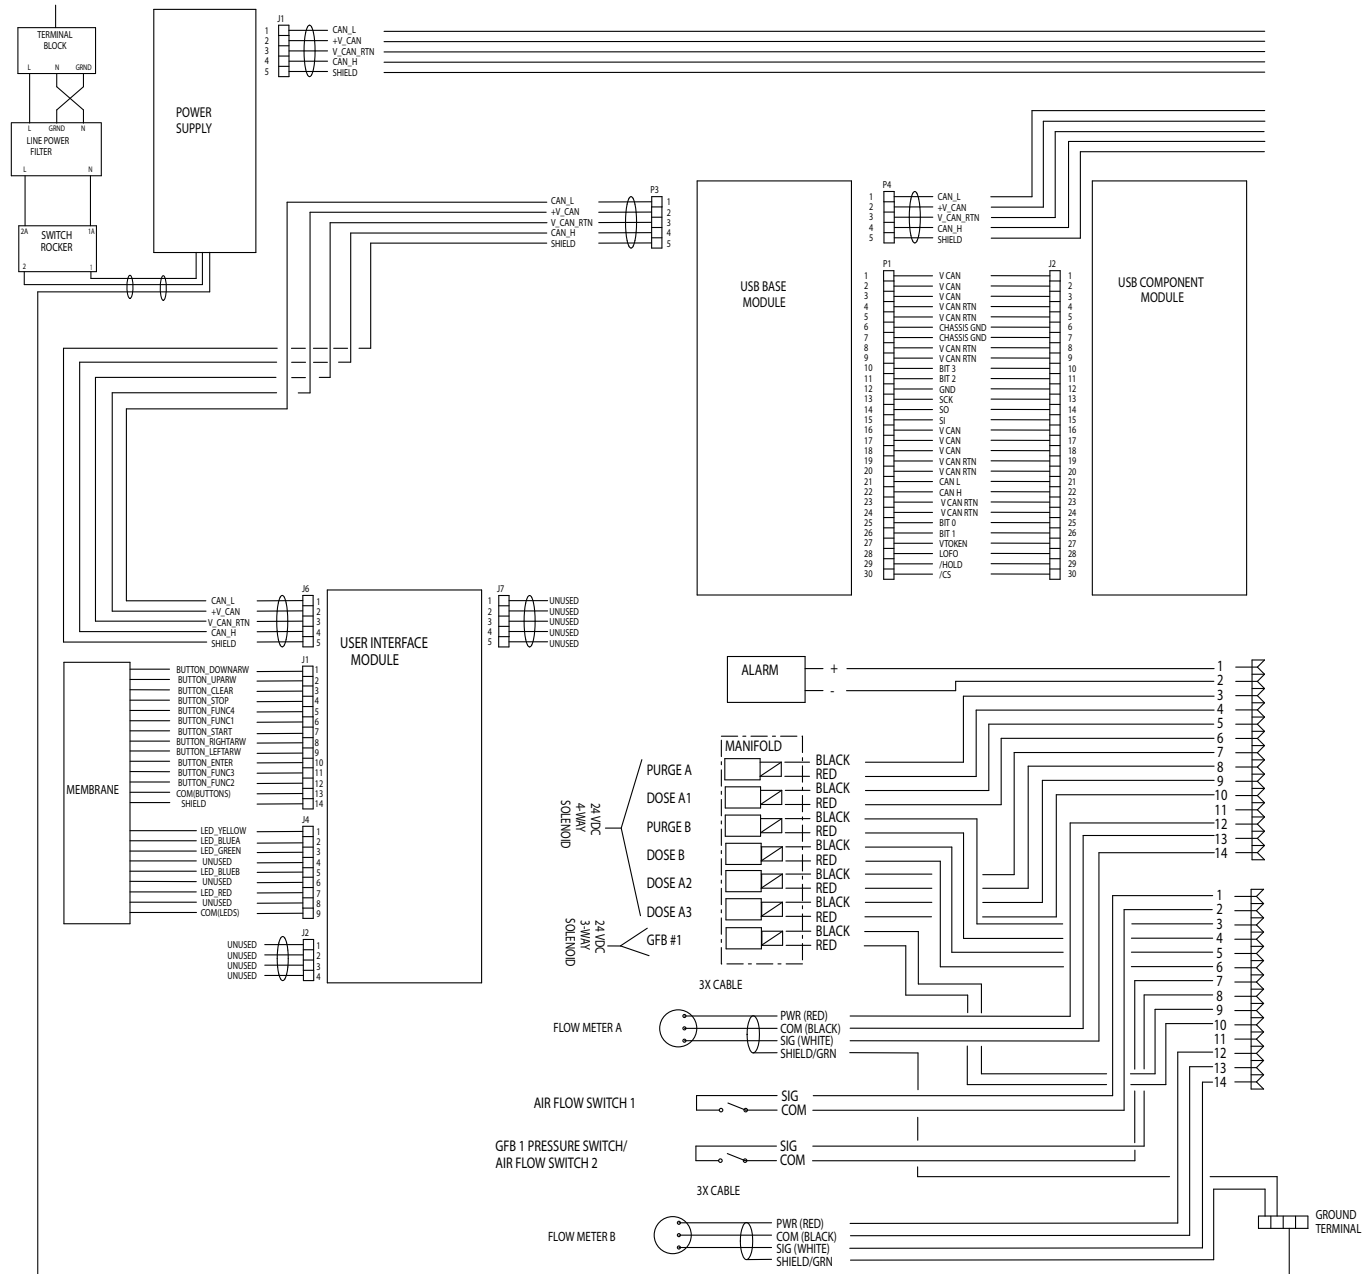 TERMINAL
BLOCK
L N GRND
L GRND N
LINE POWER
FILTER
L N
2A 1A
SWITCH
ROCKER
2 1
POWER
SUPPLY
J1
1 CAN_L
2 +V_CAN
3 V_CAN_RTN
4 CAN_H
5 SHIELD
P3
CAN_L 1
+V_CAN 2
V_CAN_RTN 3
CAN_H 4
SHIELD 5
USB BASE
MODULE
P4
1 CAN_L
2 +V_CAN
3 V_CAN_RTN
4 CAN_H
5 SHIELD
P1 J2
1 V CAN 1
2 V CAN 2
3 V CAN 3
4 V CAN RTN 4
5 V CAN RTN 5
6 CHASSIS GND 6
7 CHASSIS GND 7
8 V CAN RTN 8
9 V CAN RTN 9
10 BIT 3 10
11 BIT 2 11
12 GND 12
13 SCK 13
14 SO 14
15 SI 15
16 V CAN 16
17 V CAN 17
18 V CAN 18
19 V CAN RTN 19
20 V CAN RTN 20
21 CAN L 21
22 CAN H 22
23 V CAN RTN 23
24 V CAN RTN 24
25 BIT 0 25
26 BIT 1 26
27 VTOKEN 27
28 LOFO 28
29 /HOLD 29
30 /CS 30
USB COMPONENT
MODULE
J6
CAN_L 1
+V_CAN 2
V_CAN_RTN 3
CAN_H 4
SHIELD 5
USER INTERFACE
MODULE
J7
1 UNUSED
2 UNUSED
3 UNUSED
4 UNUSED
5 UNUSED
MEMBRANE
J1
BUTTON_DOWNARW 1
BUTTON_UPARW 2
BUTTON_CLEAR 3
BUTTON_STOP 4
BUTTON_FUNC4 5
BUTTON_FUNC1 6
BUTTON_START 7
BUTTON_RIGHTARW 8
BUTTON_LEFTARW 9
BUTTON_ENTER 10
BUTTON_FUNC3 11
BUTTON_FUNC2 12
COM(BUTTONS) 13
SHIELD 14
J4
LED_YELLOW 1
LED_BLUEA 2
LED_GREEN 3
UNUSED 4
LED_BLUEB 5
UNUSED 6
LED_RED 7
UNUSED 8
COM(LEDS) 9
J2
UNUSED 1
UNUSED 2
UNUSED 3
UNUSED 4
ALARM + -
MANIFOLD
24 VDC
4-WAY
SOLENOID
PURGE A BLACK
RED
DOSE A1 BLACK
RED
PURGE B BLACK
RED
DOSE B BLACK
RED
DOSE A2 BLACK
RED
DOSE A3 BLACK
RED
24 VDC
3-WAY
SOLENOID
GFB #1 BLACK
RED
1
2
3
4
5
6
7
8
9
10
11
12
13
14
1
2
3
4
5
6
7
8
9
10
11
12
13
14
3X CABLE
FLOW METER A
PWR (RED)
COM (BLACK)
SIG (WHITE)
SHIELD/GRN
AIR FLOW SWITCH 1
SIG
COM
GFB 1 PRESSURE SWITCH/
AIR FLOW SWITCH 2
SIG
COM
3X CABLE
FLOW METER B
PWR (RED)
COM (BLACK)
SIG (WHITE)
SHIELD/GRN
GROUND
TERMINAL